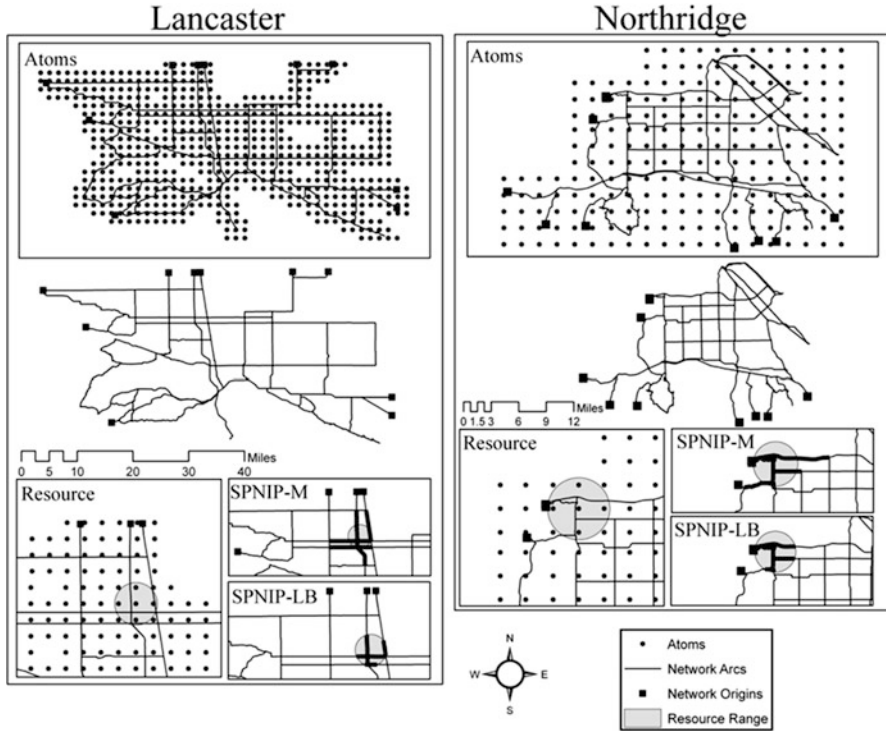 Lancaster
Atoms
0 5 10 20 30 40
Miles
Resource
SPNIP-M
SPNIP-LB
Northridge
Atoms
0 1.5 3 6 9 12
Miles
Resource
SPNIP-M
SPNIP-LB
N
W E
S
Atoms
Network Arcs
Network Origins
Resource Range